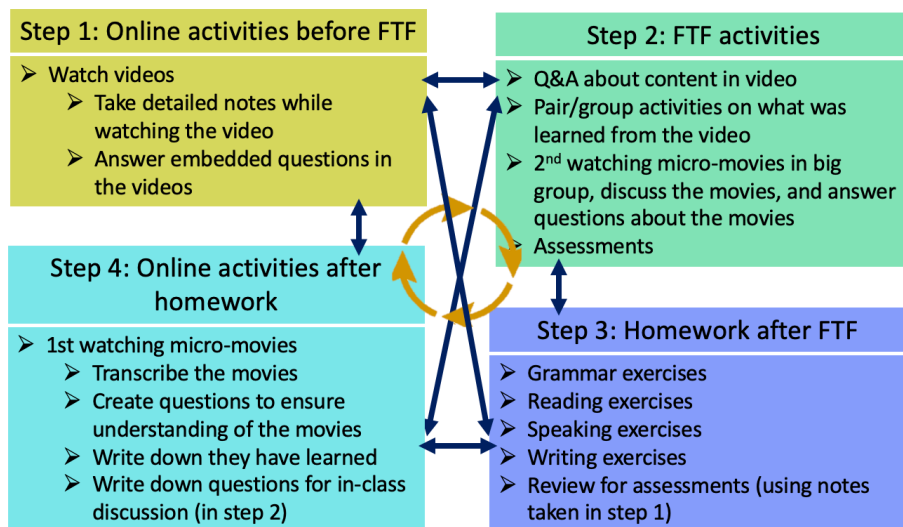 Step 1: Online activities before FTF
➢ Watch videos
➢ Take detailed notes while
watching the video
➢ Answer embedded questions in
the videos
Step 2: FTF activities
➢ Q&A about content in video
➢ Pair/group activities on what was
learned from the video
➢ 2nd watching micro-movies in big
group, discuss the movies, and answer
questions about the movies
➢ Assessments
Step 3: Homework after FTF
➢ Grammar exercises
➢ Reading exercises
➢ Speaking exercises
➢ Writing exercises
➢ Review for assessments (using notes
taken in step 1)
Step 4: Online activities after
homework
➢ 1st watching micro-movies
➢ Transcribe the movies
➢ Create questions to ensure
understanding of the movies
➢ Write down they have learned
➢ Write down questions for in-class
discussion (in step 2)